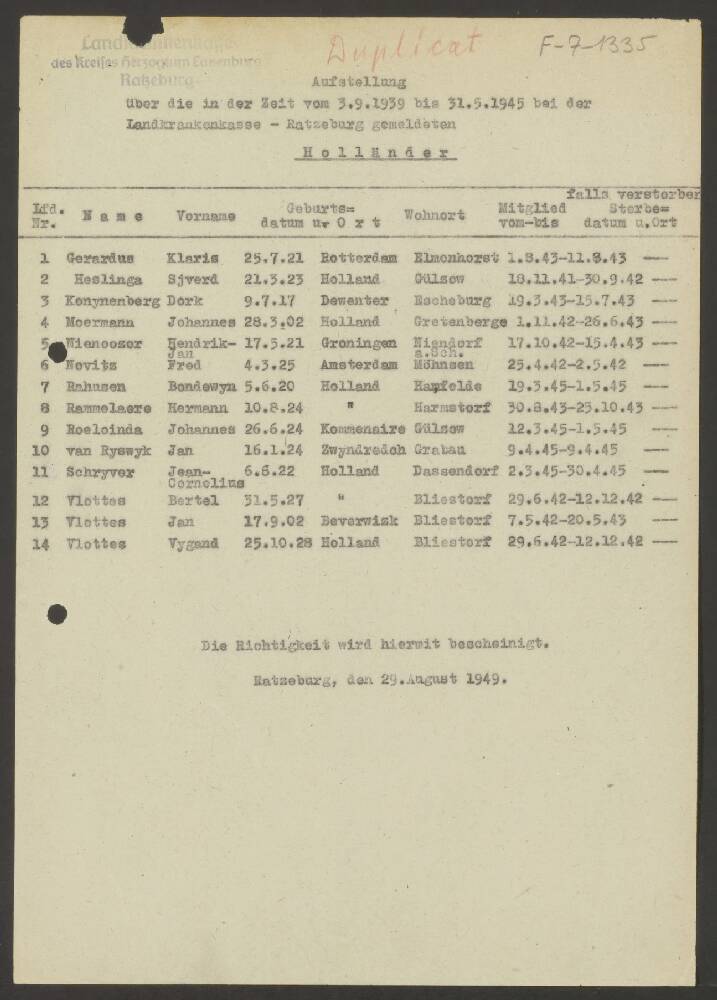 Landkrankenkasse
des Kreises Herzogtum Lauenburg
Ratzeburg
Duplicat
F-7-1335
Aufstellung
über die in der Zeit vom 3.9.1939 bis 31.5.1945 bei der
Landkrankenkasse - Ratzeburg gemeldeten
Holländer
falls verstorben
Lfd. Nr. Name Vorname Geburts= datum u. Ort Wohnort Mitglied vom-bis Sterbe= datum u.Ort
1 Gerardus Klaris 25.7.21 Rotterdam Elmenhorst 1.8.43-11.8.43 ---
2 Heslinga Sjverd 21.3.23 Holland Gülsow 18.11.41-30.9.42 ---
3 Konynenberg Dork 9.7.17 Dewenter Escheburg 19.3.43-15.7.43 ---
4 Moermann Johannes 28.3.02 Holland Gretenberge 1.11.42-26.6.43 ---
5 Nienoozer Hendrik- 17.5.21 Groningen Niendorf 17.10.42-15.4.43 ---
Jan a.Sch.
6 Novitz Fred 4.3.25 Amsterdam Möhnsen 25.4.42-2.5.42 ---
7 Rahusen Bondewyn 5.6.20 Holland Hamfelde 19.3.45-1.5.45 ---
8 Rammelaere Hermann 10.8.24 " Harmstorf 30.8.43-25.10.43 ---
9 Roeloinda Johannes 26.6.24 Kommenaire Gülsow 12.3.45-1.5.45 ---
10 van Ryswyk Jan 16.1.24 Zwyndredoh Grabau 9.4.45-9.4.45 ---
11 Schryver Jean- 6.6.22 Holland Dassendorf 2.3.45-30.4.45 ---
Cornelius
12 Vlottes Bertel 31.5.27 " Bliestorf 29.6.42-12.12.42 ---
13 Vlottes Jan 17.9.02 Beverwizk Bliestorf 7.5.42-20.5.43 ---
14 Vlottes Vygand 25.10.28 Holland Bliestorf 29.6.42-12.12.42 ---
Die Richtigkeit wird hiermit bescheinigt.
Ratzeburg, den 29.August 1949.